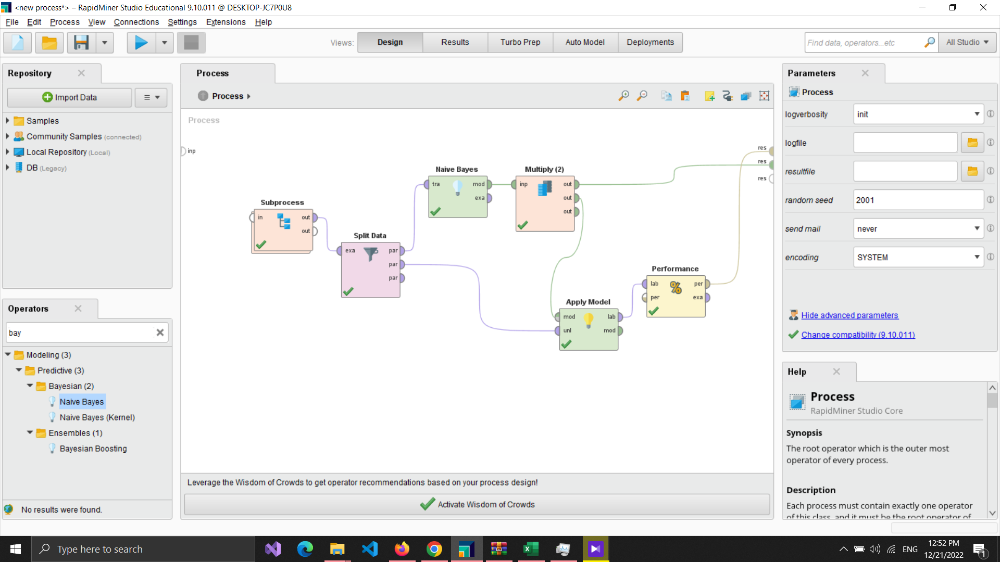 <new process*> – RapidMiner Studio Educational 9.10.011 @ DESKTOP-JC7P0U8
File Edit Process View Connections Settings Extensions Help
Views: Design Results Turbo Prep Auto Model Deployments
Find data, operators...etc
All Studio
Repository
Import Data
Samples
Community Samples (connected)
Local Repository (Local)
DB (Legacy)
Operators
bay
Modeling (3)
Predictive (3)
Bayesian (2)
Naive Bayes
Naive Bayes (Kernel)
Ensembles (1)
Bayesian Boosting
No results were found.
Process
Process
Process
inp
res
res
res
Subprocess
in out
out
Split Data
exa par
par
par
Naive Bayes
tra mod
exa
Multiply (2)
inp out
out
out
Apply Model
mod lab
unl mod
Performance
%
lab per
per exa
Leverage the Wisdom of Crowds to get operator recommendations based on your process design!
Activate Wisdom of Crowds
Parameters
Process
logverbosity init
logfile
resultfile
random seed 2001
send mail never
encoding SYSTEM
Hide advanced parameters
Change compatibility (9.10.011)
Help
Process
RapidMiner Studio Core
Synopsis
The root operator which is the outer most
operator of every process.
Description
Each process must contain exactly one operator
of this class, and it must be the root operator of
Type here to search
ENG
12:52 PM
12/21/2022
1